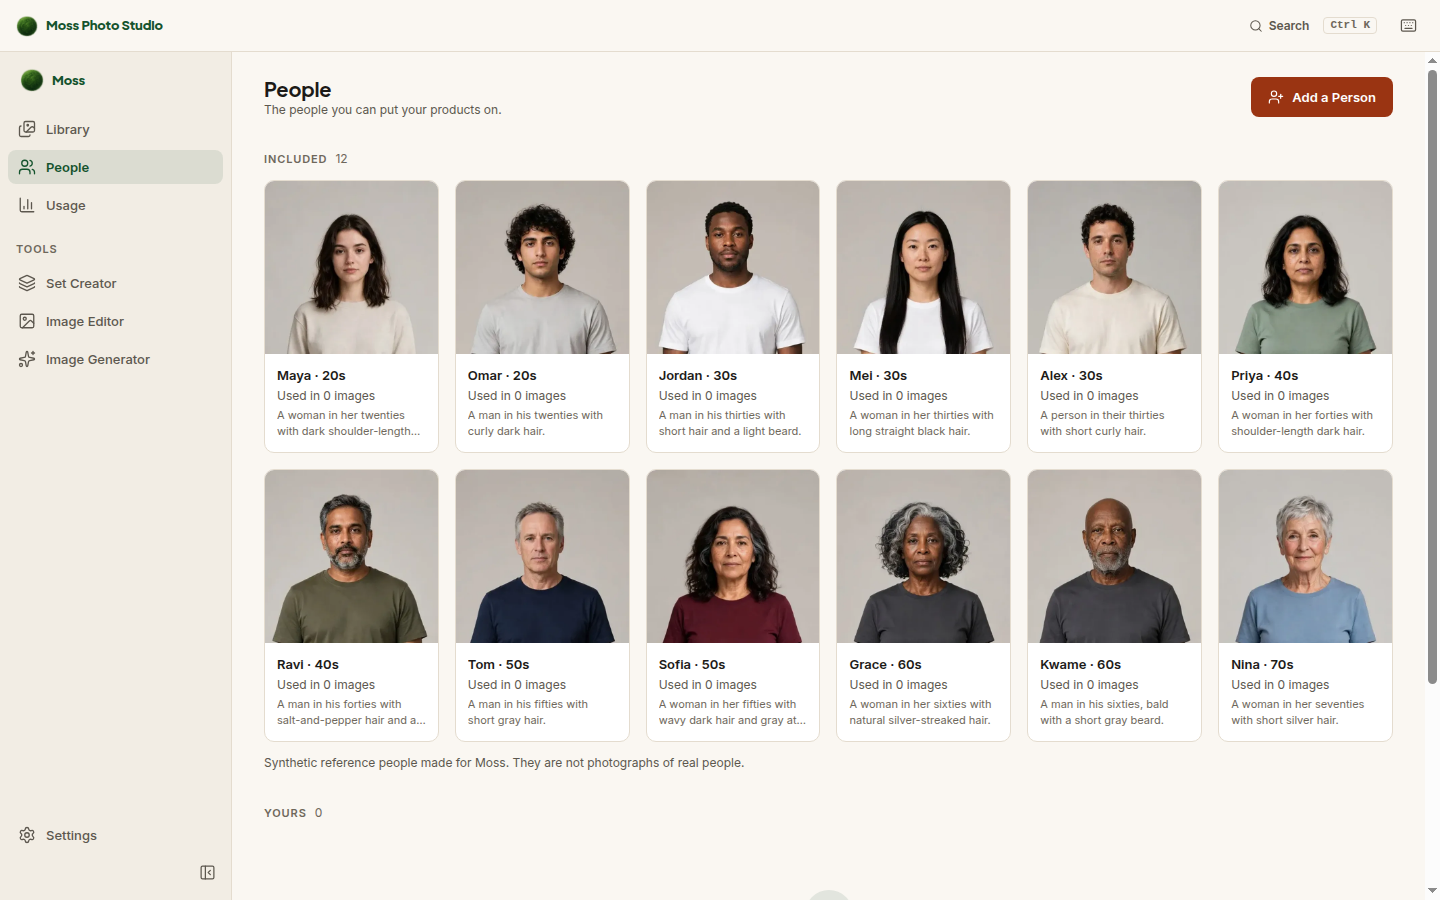 Moss Photo Studio
Search
Ctrl K
Moss
Library
People
Usage
TOOLS
Set Creator
Image Editor
Image Generator
Settings
People
The people you can put your products on.
Add a Person
INCLUDED 12
Maya · 20s
Used in 0 images
A woman in her twenties
with dark shoulder-length...
Omar · 20s
Used in 0 images
A man in his twenties with
curly dark hair.
Jordan · 30s
Used in 0 images
A man in his thirties with
short hair and a light beard.
Mei · 30s
Used in 0 images
A woman in her thirties with
long straight black hair.
Alex · 30s
Used in 0 images
A person in their thirties
with short curly hair.
Priya · 40s
Used in 0 images
A woman in her forties with
shoulder-length dark hair.
Ravi · 40s
Used in 0 images
A man in his forties with
salt-and-pepper hair and a...
Tom · 50s
Used in 0 images
A man in his fifties with
short gray hair.
Sofia · 50s
Used in 0 images
A woman in her fifties with
wavy dark hair and gray at...
Grace · 60s
Used in 0 images
A woman in her sixties with
natural silver-streaked hair.
Kwame · 60s
Used in 0 images
A man in his sixties, bald
with a short gray beard.
Nina · 70s
Used in 0 images
A woman in her seventies
with short silver hair.
Synthetic reference people made for Moss. They are not photographs of real people.
YOURS 0